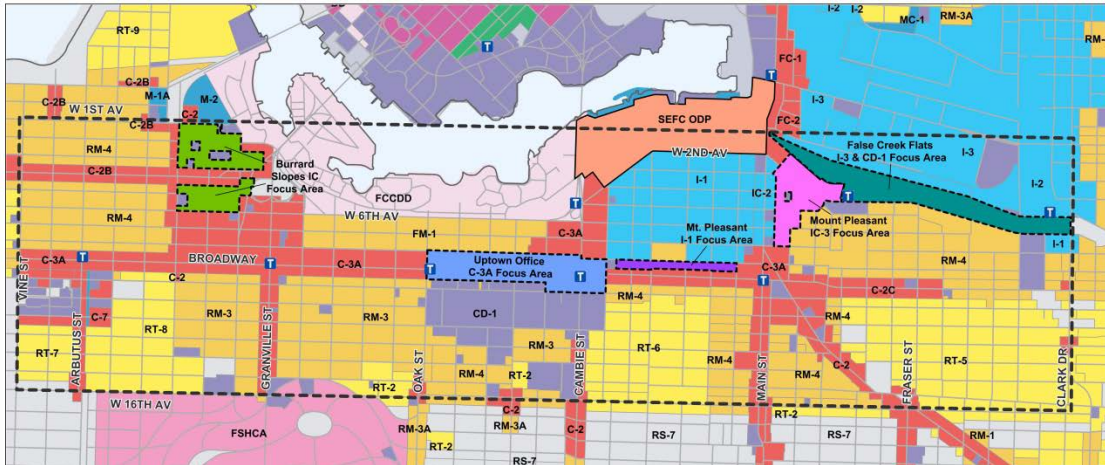 I-2
I-2
MC-1
RM-3A
RT-9
T
FC-1
T
RM-
C-2B
C-2B
M-1A
M-2
I-3
W 1ST AV
C-2
SEFC ODP
FC-2
C-2B
RM-4
W 2ND AV
False Creek Flats
I-3 & CD-1 Focus Area
I-3
Burrard
Slopes IC
Focus Area
C-2B
I-1
IC-2
I-2
FCCDD
T
T
T
Mount Pleasant
IC-3 Focus Area
RM-4
W 6TH AV
Mt. Pleasant
I-1 Focus Area
I-1
FM-1
C-3A
C-3A
T
BROADWAY
T
C-3A
T
Uptown Office
C-3A Focus Area
T
C-3A
T
RM-4
C-2
RM-4
C-2C
VINE ST
C-7
RT-8
RM-3
RM-3
CD-1
RM-4
RT-7
ARBUTUS ST
GRANVILLE ST
RM-3
RT-6
RM-4
RT-5
OAK ST
RM-4
RT-2
CAMBIE ST
MAIN ST
RM-4
C-2
FRASER ST
CLARK DR
RT-2
W 16TH AV
C-2
RT-2
FSHCA
RM-3A
RT-2
RM-3A
C-2
RS-7
RS-7
RS-7
RM-1